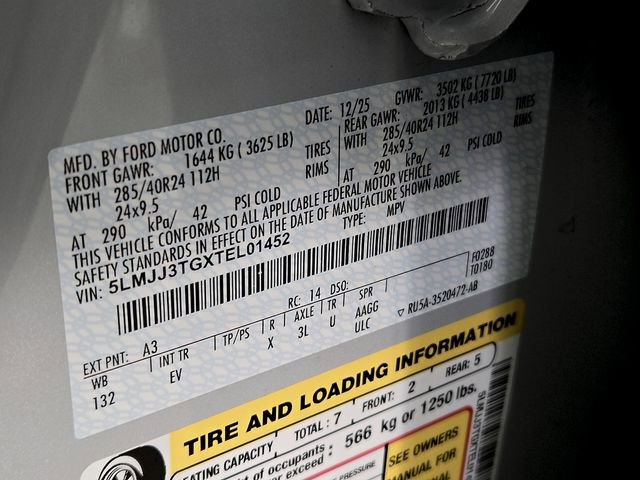 MFD. BY FORD MOTOR CO.
DATE: 12/25 GVWR: 3502 KG ( 7720 LB)
FRONT GAWR: 1644 KG ( 3625 LB)
REAR GAWR: 2013 KG ( 4438 LB)
WITH 285/40R24 112H TIRES
WITH 285/40R24 112H TIRES
24x9.5 RIMS
24x9.5 RIMS
AT 290 kPa/ 42 PSI COLD
AT 290 kPa/ 42 PSI COLD
THIS VEHICLE CONFORMS TO ALL APPLICABLE FEDERAL MOTOR VEHICLE
SAFETY STANDARDS IN EFFECT ON THE DATE OF MANUFACTURE SHOWN ABOVE.
VIN: 5LMJJ3TGXTEL01452 TYPE: MPV
F0288
T0180
EXT PNT: A3 RC: 14 DSO:
WB INT TR TP/PS R AXLE TR SPR
132 EV X 3L U AAGG
ULC
▽ RU5A-3520472-AB
TIRE AND LOADING INFORMATION
SEATING CAPACITY TOTAL: 7 FRONT: 2 REAR: 5
of occupants
exceed: 566 kg or 1250 lbs.
PRESSURE
SEE OWNERS
MANUAL FOR